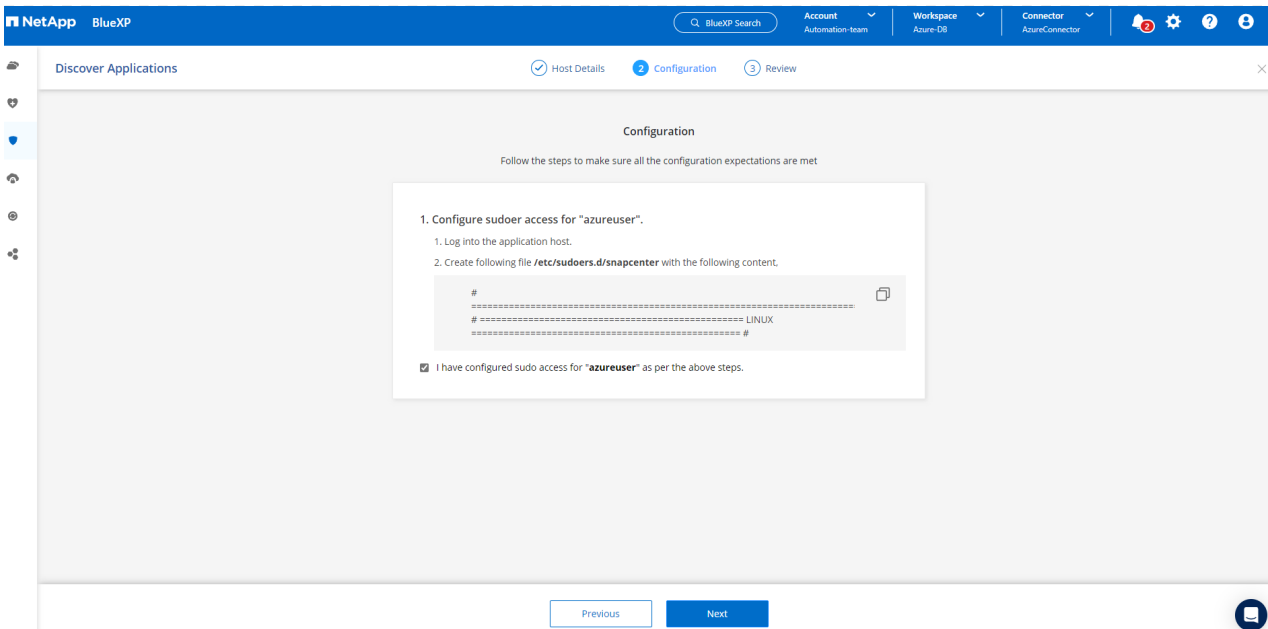 NetApp BlueXP
BlueXP Search
Account
Automation-team
Workspace
Azure-DB
Connector
AzureConnector
2
Discover Applications
Host Details
2 Configuration
3 Review
Configuration
Follow the steps to make sure all the configuration expectations are met
1. Configure sudoer access for "azureuser".
1. Log into the application host.
2. Create following file /etc/sudoers.d/snapcenter with the following content,
#
========================================================================
# ================================================== LINUX
================================================== #
I have configured sudo access for "azureuser" as per the above steps.
Previous
Next